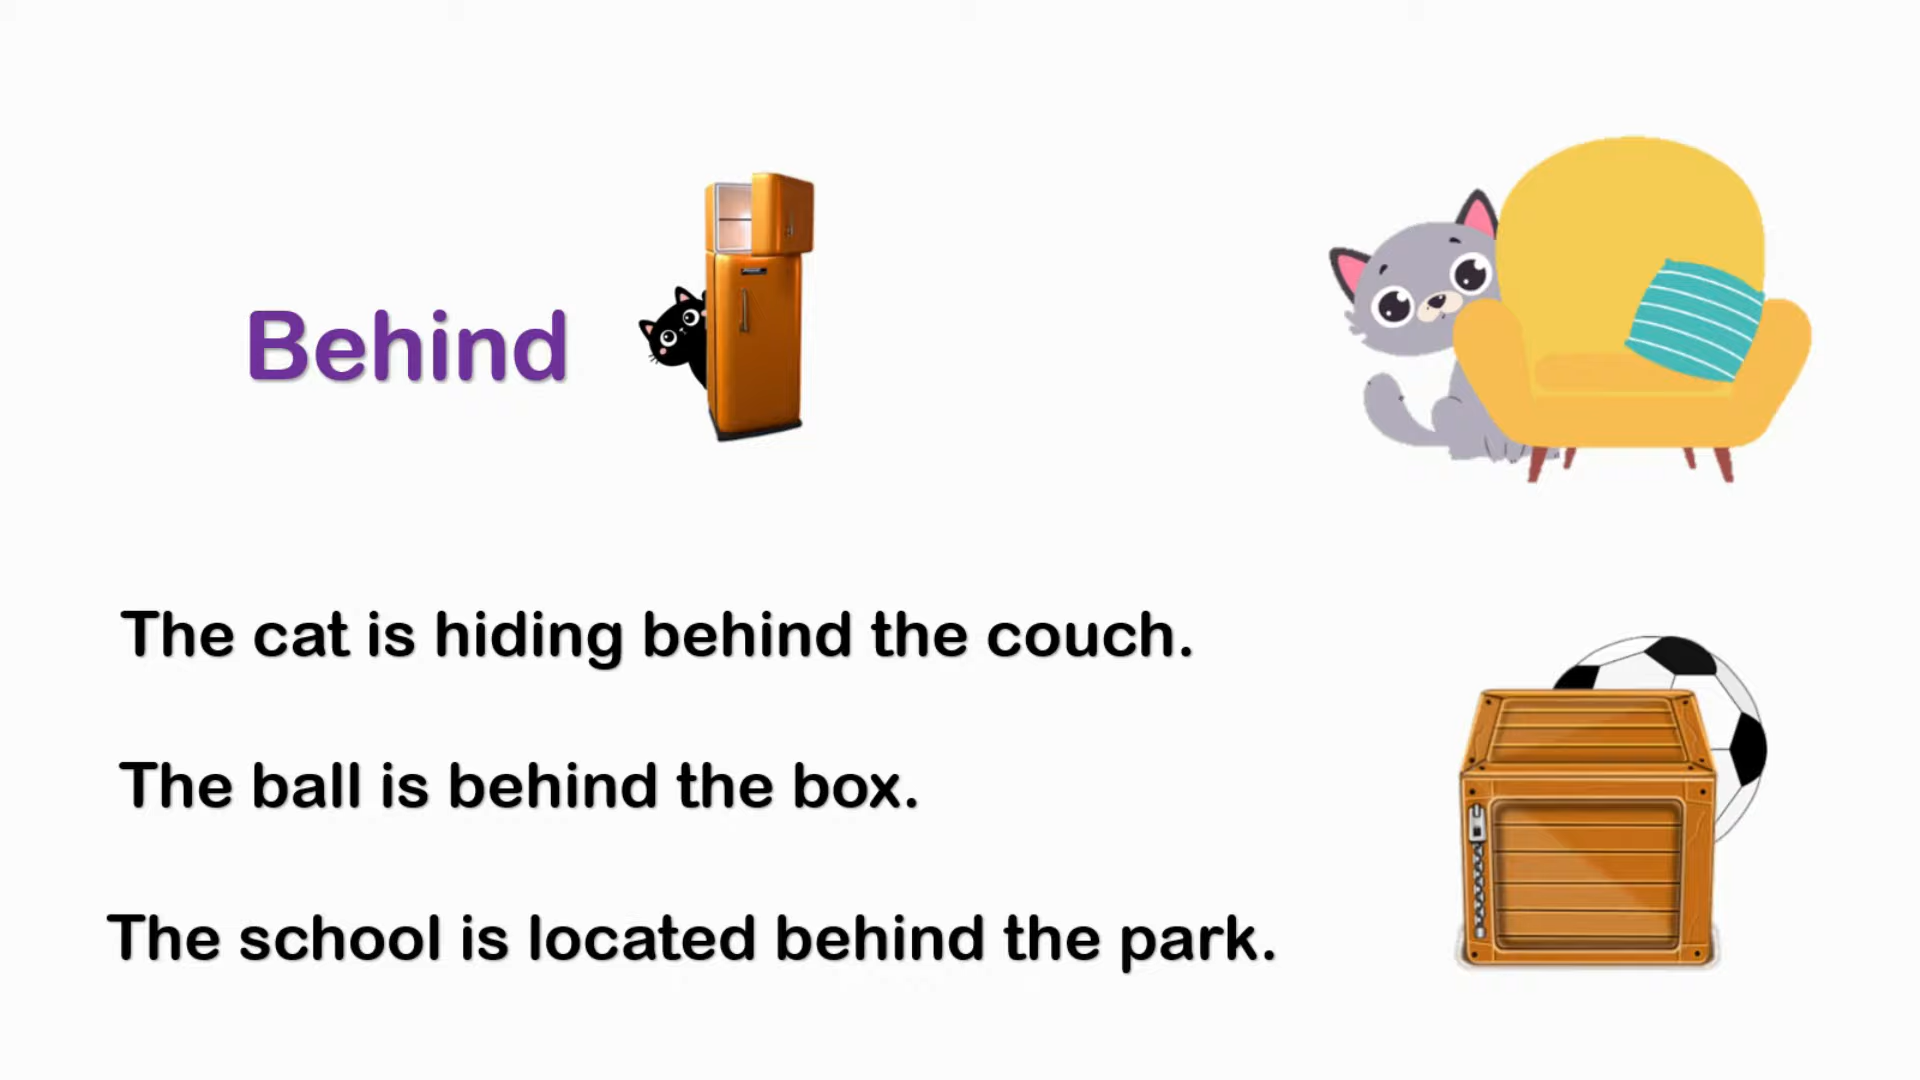 Behind
The cat is hiding behind the couch.
The ball is behind the box.
The school is located behind the park.